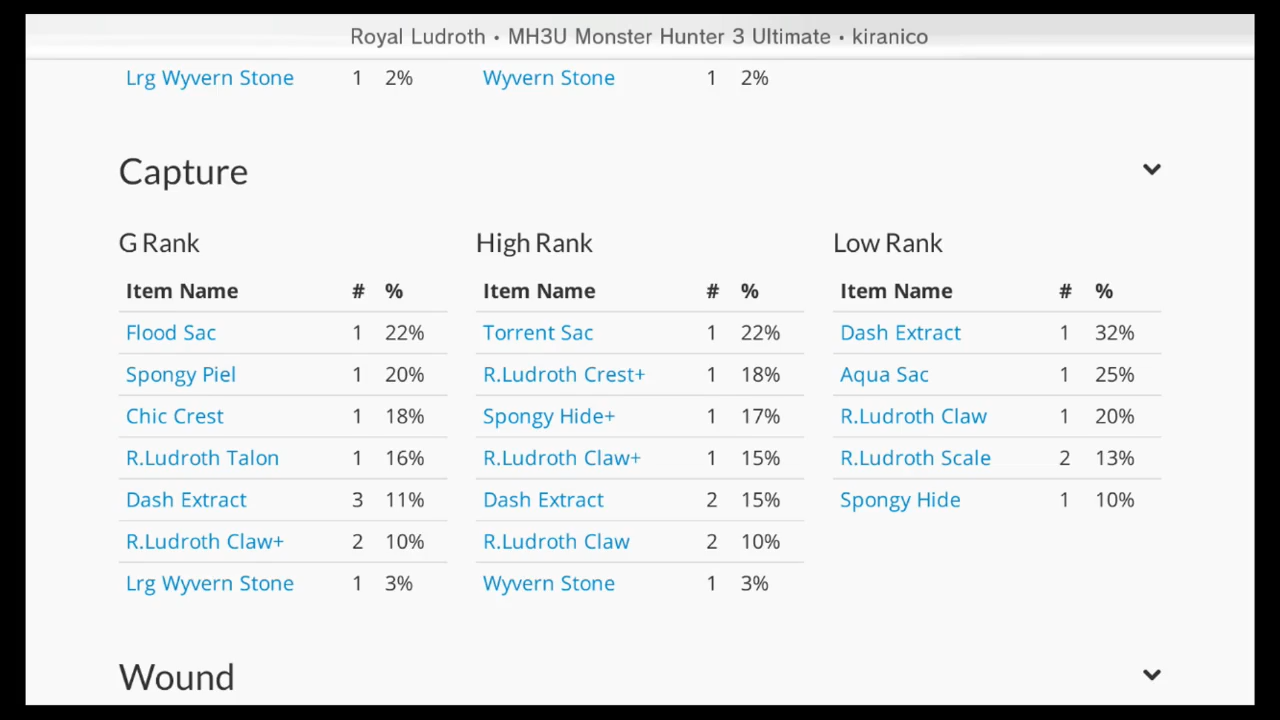 Royal Ludroth • MH3U Monster Hunter 3 Ultimate • kiranico
Lrg Wyvern Stone 1 2% Wyvern Stone 1 2%
Capture
G Rank High Rank Low Rank
Item Name # % Item Name # % Item Name # %
Flood Sac 1 22% Torrent Sac 1 22% Dash Extract 1 32%
Spongy Piel 1 20% R.Ludroth Crest+ 1 18% Aqua Sac 1 25%
Chic Crest 1 18% Spongy Hide+ 1 17% R.Ludroth Claw 1 20%
R.Ludroth Talon 1 16% R.Ludroth Claw+ 1 15% R.Ludroth Scale 2 13%
Dash Extract 3 11% Dash Extract 2 15% Spongy Hide 1 10%
R.Ludroth Claw+ 2 10% R.Ludroth Claw 2 10%
Lrg Wyvern Stone 1 3% Wyvern Stone 1 3%
Wound